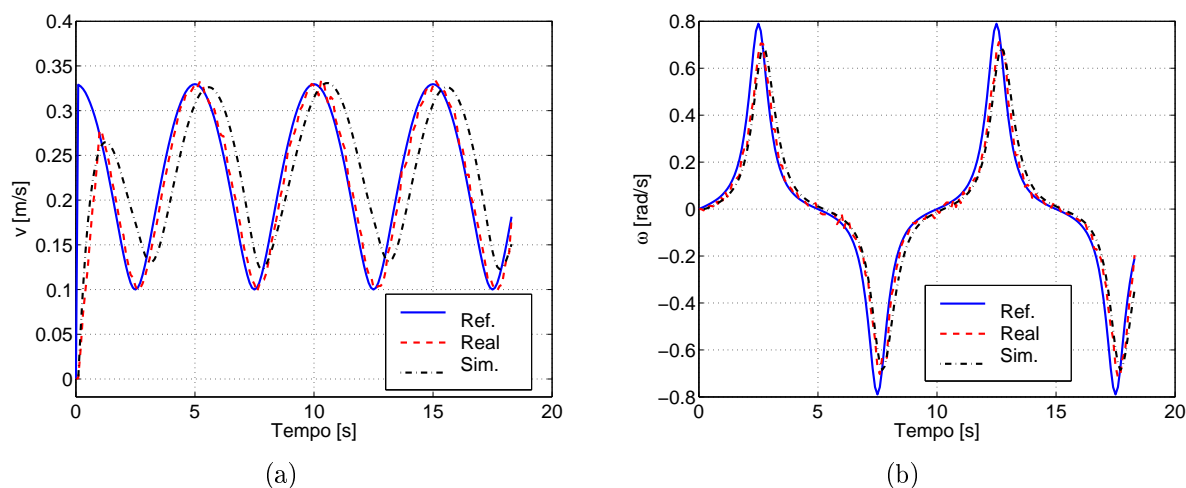 0.4
0.35
0.3
0.25
0.2
0.15
0.1
0.05
0
v [m/s]
0 5 10 15 20
Tempo [s]
Ref.
Real
Sim.
(a)
0.8
0.6
0.4
0.2
0
−0.2
−0.4
−0.6
−0.8
ω [rad/s]
0 5 10 15 20
Tempo [s]
Ref.
Real
Sim.
(b)